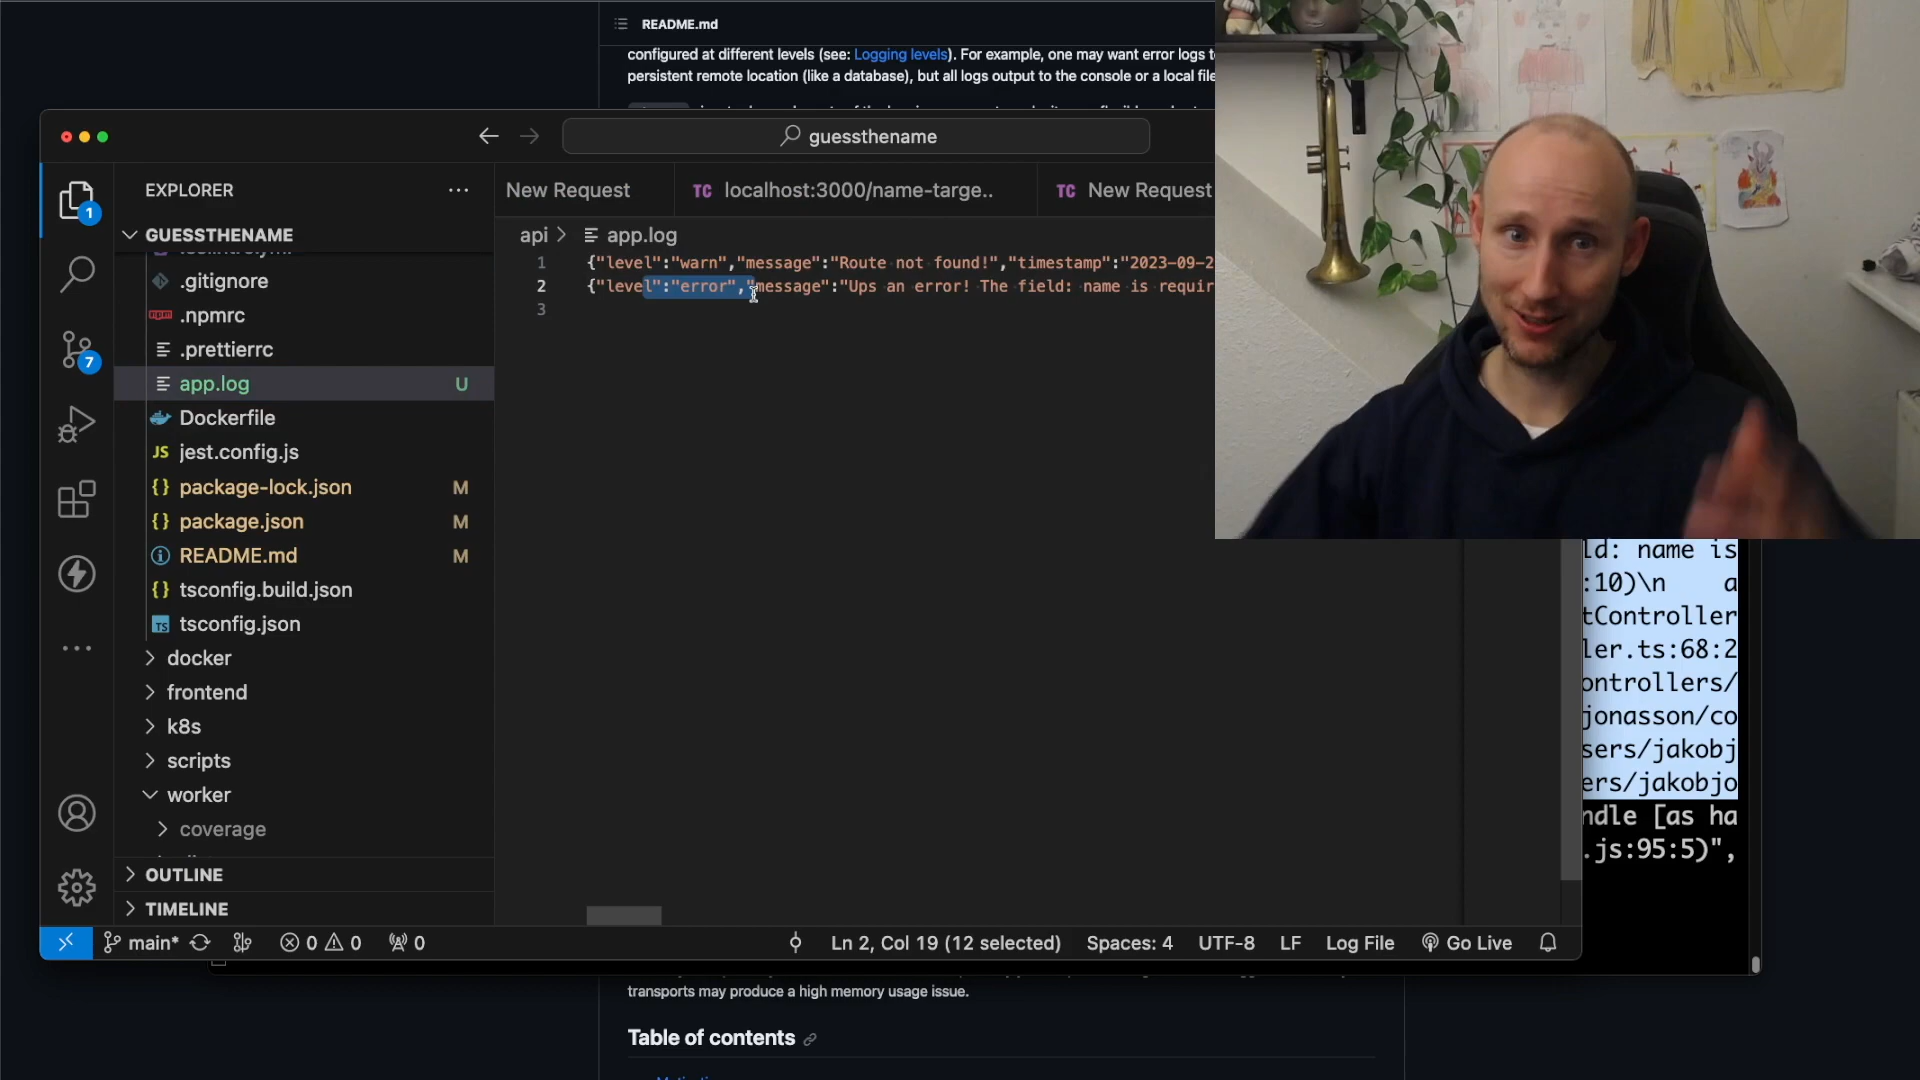 README.md
configured at different levels (see: Logging levels). For example, one may want error logs
persistent remote location (like a database), but all logs output to the console or a local file
guessthename
EXPLORER
New Request
TC localhost:3000/name-targe..
TC New Request
GUESSTHENAME
api > app.log
1 {"level":"warn","message":"Route not found!","timestamp":"2023-09-2
2 {"level":"error","message":"Ups an error! The field: name is requir
3
.gitignore
npm .npmrc
.prettierrc
app.log U
Dockerfile
JS jest.config.js
{} package-lock.json M
{} package.json M
README.md M
{} tsconfig.build.json
TS tsconfig.json
docker
frontend
k8s
scripts
worker
coverage
OUTLINE
TIMELINE
1
7
ld: name is
:10)\n a
tController
ler.ts:68:2
ontrollers/
jonasson/co
sers/jakobj
ers/jakobjo
ndle [as ha
.js:95:5)",
main* 0 0 0
Ln 2, Col 19 (12 selected) Spaces: 4 UTF-8 LF Log File Go Live
transports may produce a high memory usage issue.
Table of contents